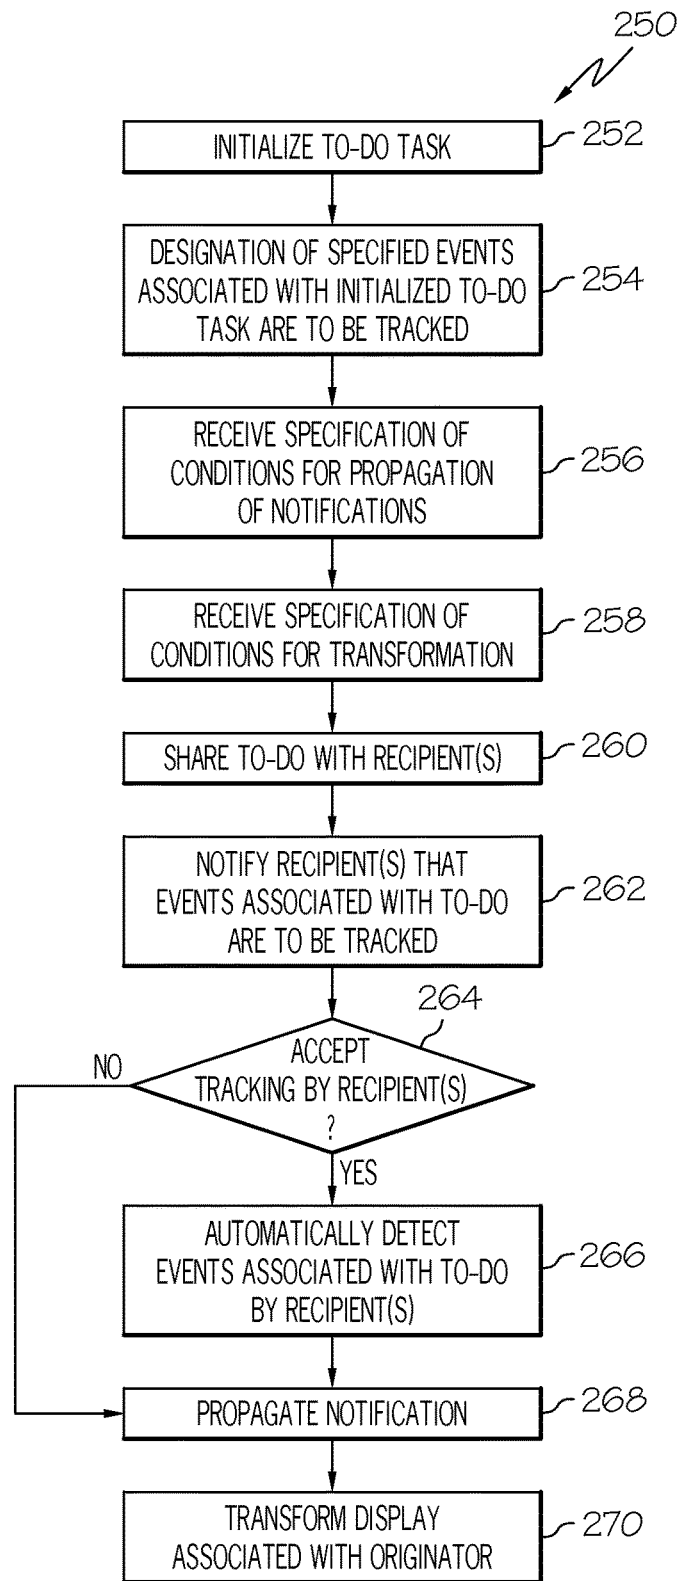 250
INITIALIZE TO-DO TASK
252
DESIGNATION OF SPECIFIED EVENTS
ASSOCIATED WITH INITIALIZED TO-DO
TASK ARE TO BE TRACKED
254
RECEIVE SPECIFICATION OF
CONDITIONS FOR PROPAGATION
OF NOTIFICATIONS
256
RECEIVE SPECIFICATION OF
CONDITIONS FOR TRANSFORMATION
258
SHARE TO-DO WITH RECIPIENT(S)
260
NOTIFY RECIPIENT(S) THAT
EVENTS ASSOCIATED WITH TO-DO
ARE TO BE TRACKED
262
264
NO
ACCEPT
TRACKING BY RECIPIENT(S)
?
YES
AUTOMATICALLY DETECT
EVENTS ASSOCIATED WITH TO-DO
BY RECIPIENT(S)
266
PROPAGATE NOTIFICATION
268
TRANSFORM DISPLAY
ASSOCIATED WITH ORIGINATOR
270